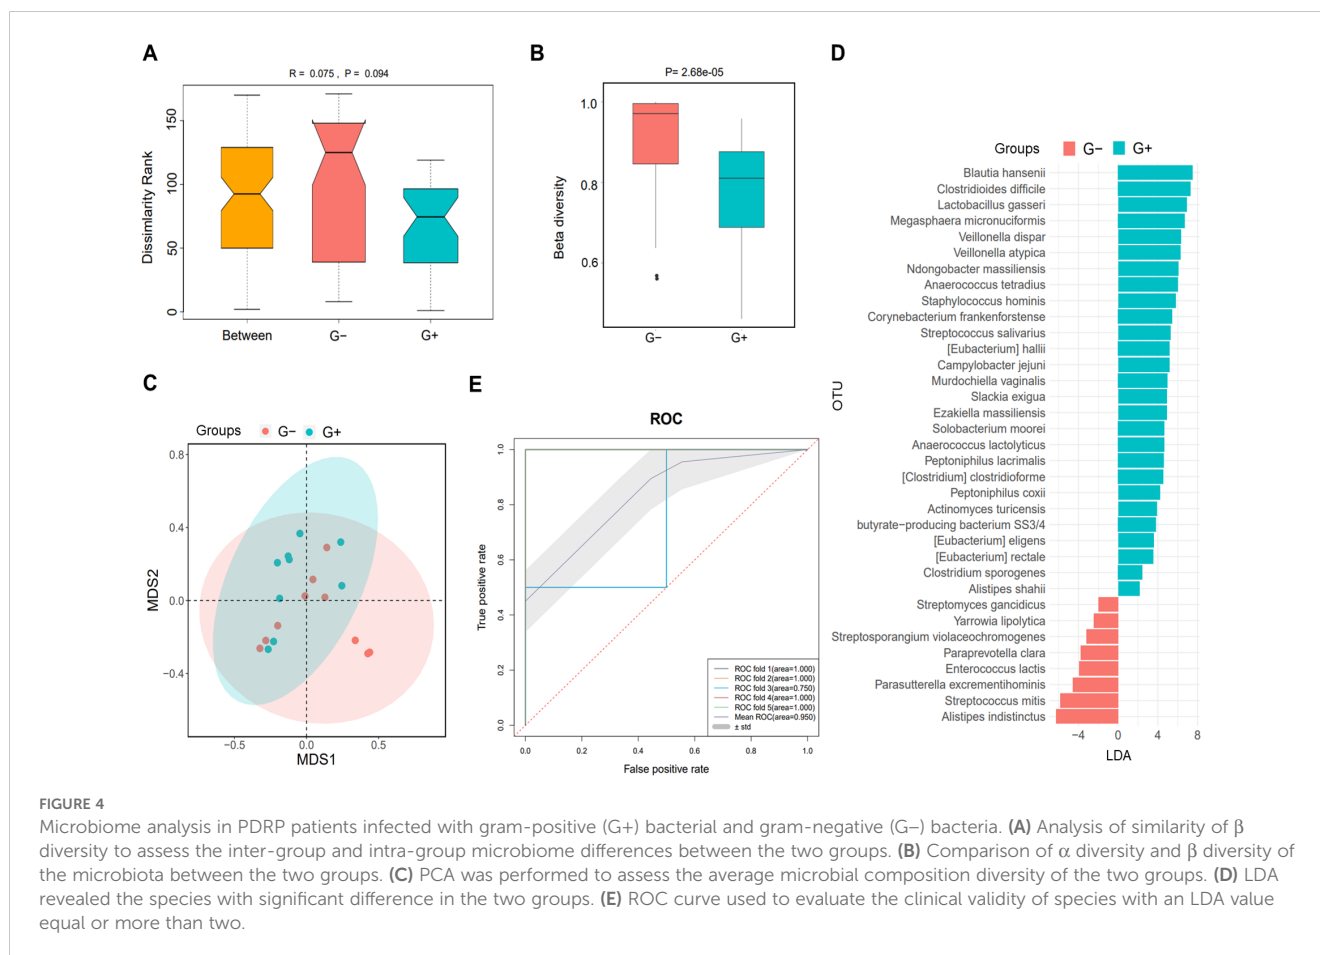 A
R = 0.075 , P = 0.094
Dissimilarity Rank
150
100
50
0
Between
G−
G+
B
P= 2.68e-05
Beta diversity
1.0
0.8
0.6
G−
G+
C
Groups
G−
G+
MDS2
0.8
0.4
0.0
−0.4
−0.5
0.0
0.5
MDS1
E
ROC
True positive rate
1.0
0.8
0.6
0.4
0.2
0.0
0.0
0.2
0.4
0.6
0.8
1.0
False positive rate
ROC fold 1(area=1.000)
ROC fold 2(area=1.000)
ROC fold 3(area=0.750)
ROC fold 4(area=1.000)
ROC fold 5(area=1.000)
Mean ROC(area=0.950)
± std
D
Groups
G−
G+
OTU
Blautia hansenii
Clostridioides difficile
Lactobacillus gasseri
Megasphaera micronuciformis
Veillonella dispar
Veillonella atypica
Ndongobacter massiliensis
Anaerococcus tetradius
Staphylococcus hominis
Corynebacterium frankenforstense
Streptococcus salivarius
[Eubacterium] hallii
Campylobacter jejuni
Murdochiella vaginalis
Slackia exigua
Ezakiella massiliensis
Solobacterium moorei
Anaerococcus lactolyticus
Peptoniphilus lacrimalis
[Clostridium] clostridioforme
Peptoniphilus coxii
Actinomyces turicensis
butyrate−producing bacterium SS3/4
[Eubacterium] eligens
[Eubacterium] rectale
Clostridium sporogenes
Alistipes shahii
Streptomyces gancidicus
Yarrowia lipolytica
Streptosporangium violaceochromogenes
Paraprevotella clara
Enterococcus lactis
Parasutterella excrementihominis
Streptococcus mitis
Alistipes indistinctus
−4
0
4
8
LDA
FIGURE 4
Microbiome analysis in PDRP patients infected with gram-positive (G+) bacterial and gram-negative (G−) bacteria. (A) Analysis of similarity of β
diversity to assess the inter-group and intra-group microbiome differences between the two groups. (B) Comparison of α diversity and β diversity of
the microbiota between the two groups. (C) PCA was performed to assess the average microbial composition diversity of the two groups. (D) LDA
revealed the species with significant difference in the two groups. (E) ROC curve used to evaluate the clinical validity of species with an LDA value
equal or more than two.